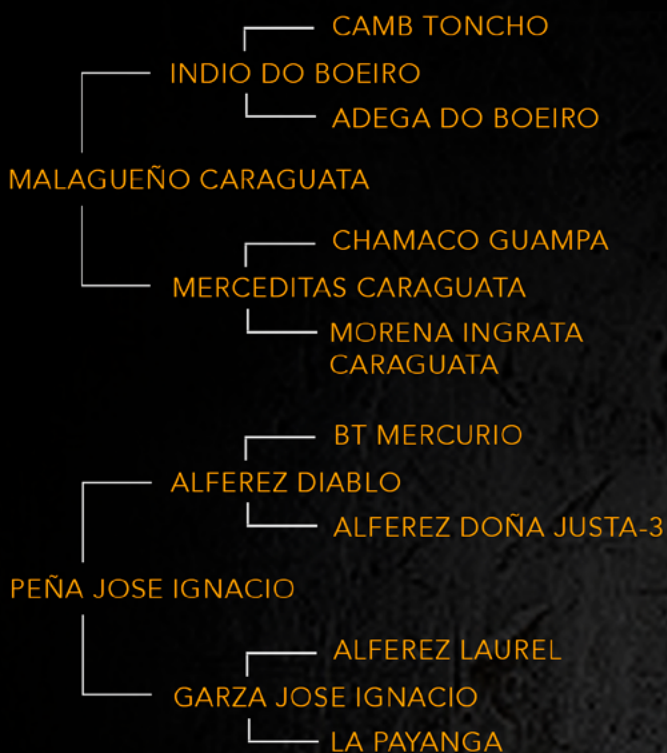 CAMB TONCHO
INDIO DO BOEIRO
ADEGA DO BOEIRO
MALAGUEÑO CARAGUATA
CHAMACO GUAMPA
MERCEDITAS CARAGUATA
MORENA INGRATA
CARAGUATA
BT MERCURIO
ALFEREZ DIABLO
ALFEREZ DOÑA JUSTA-3
PEÑA JOSE IGNACIO
ALFEREZ LAUREL
GARZA JOSE IGNACIO
LA PAYANGA